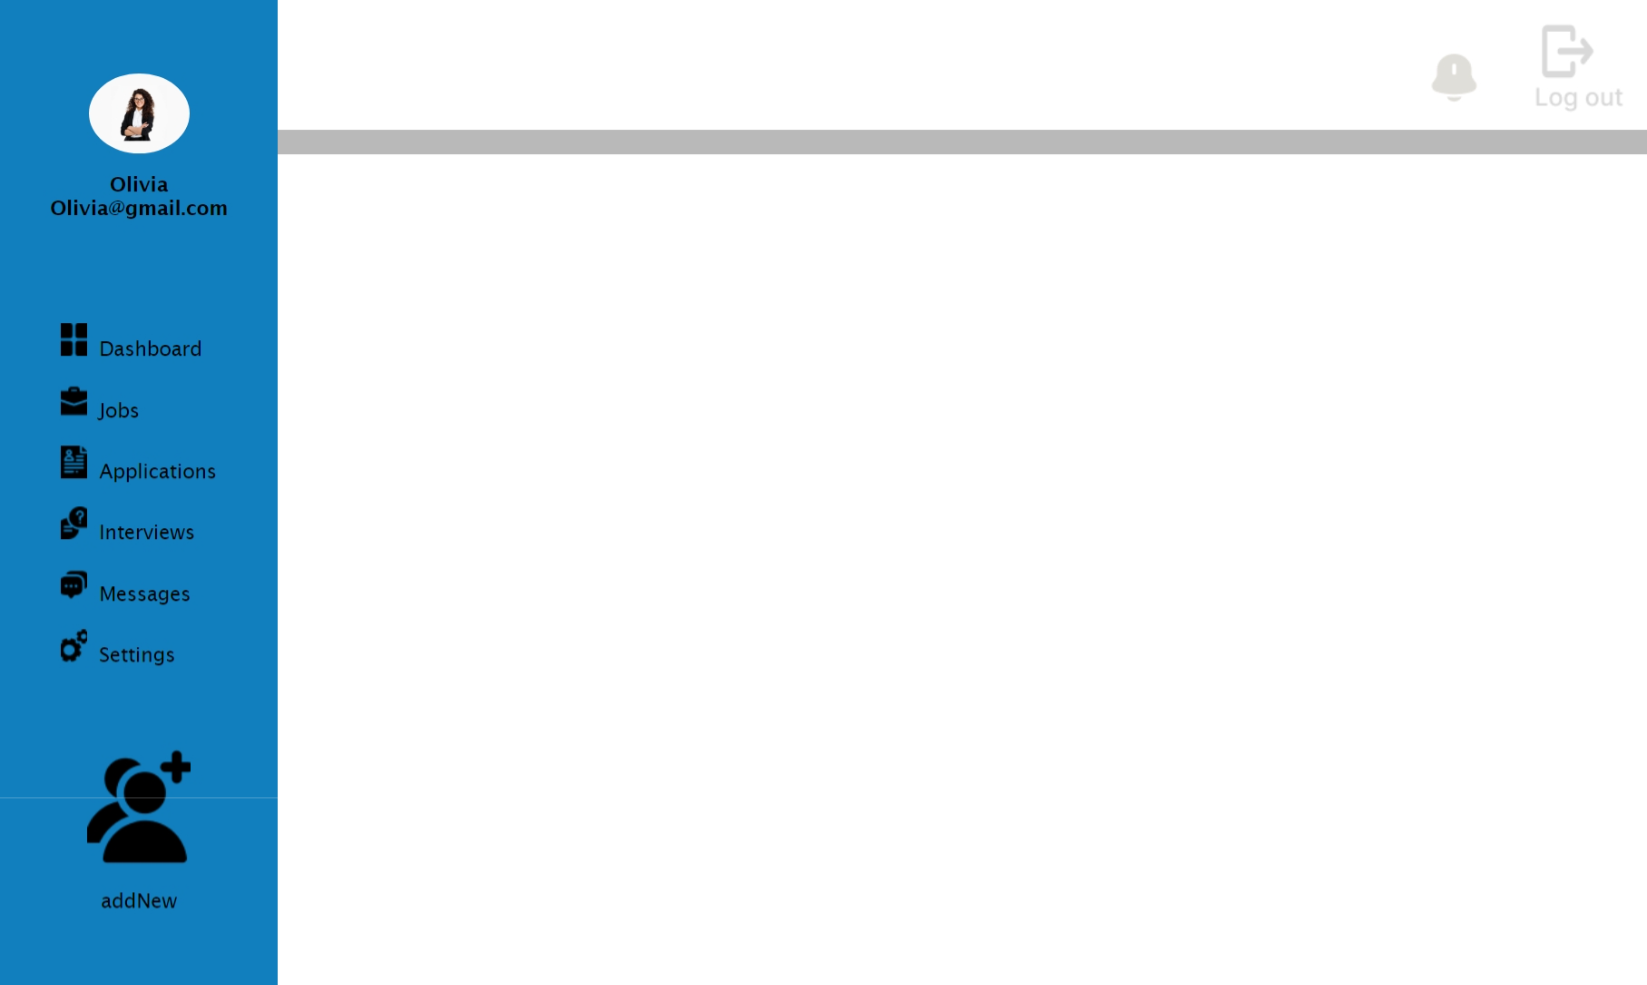 Log out
Olivia
Olivia@gmail.com
Dashboard
Jobs
Applications
Interviews
Messages
Settings
addNew